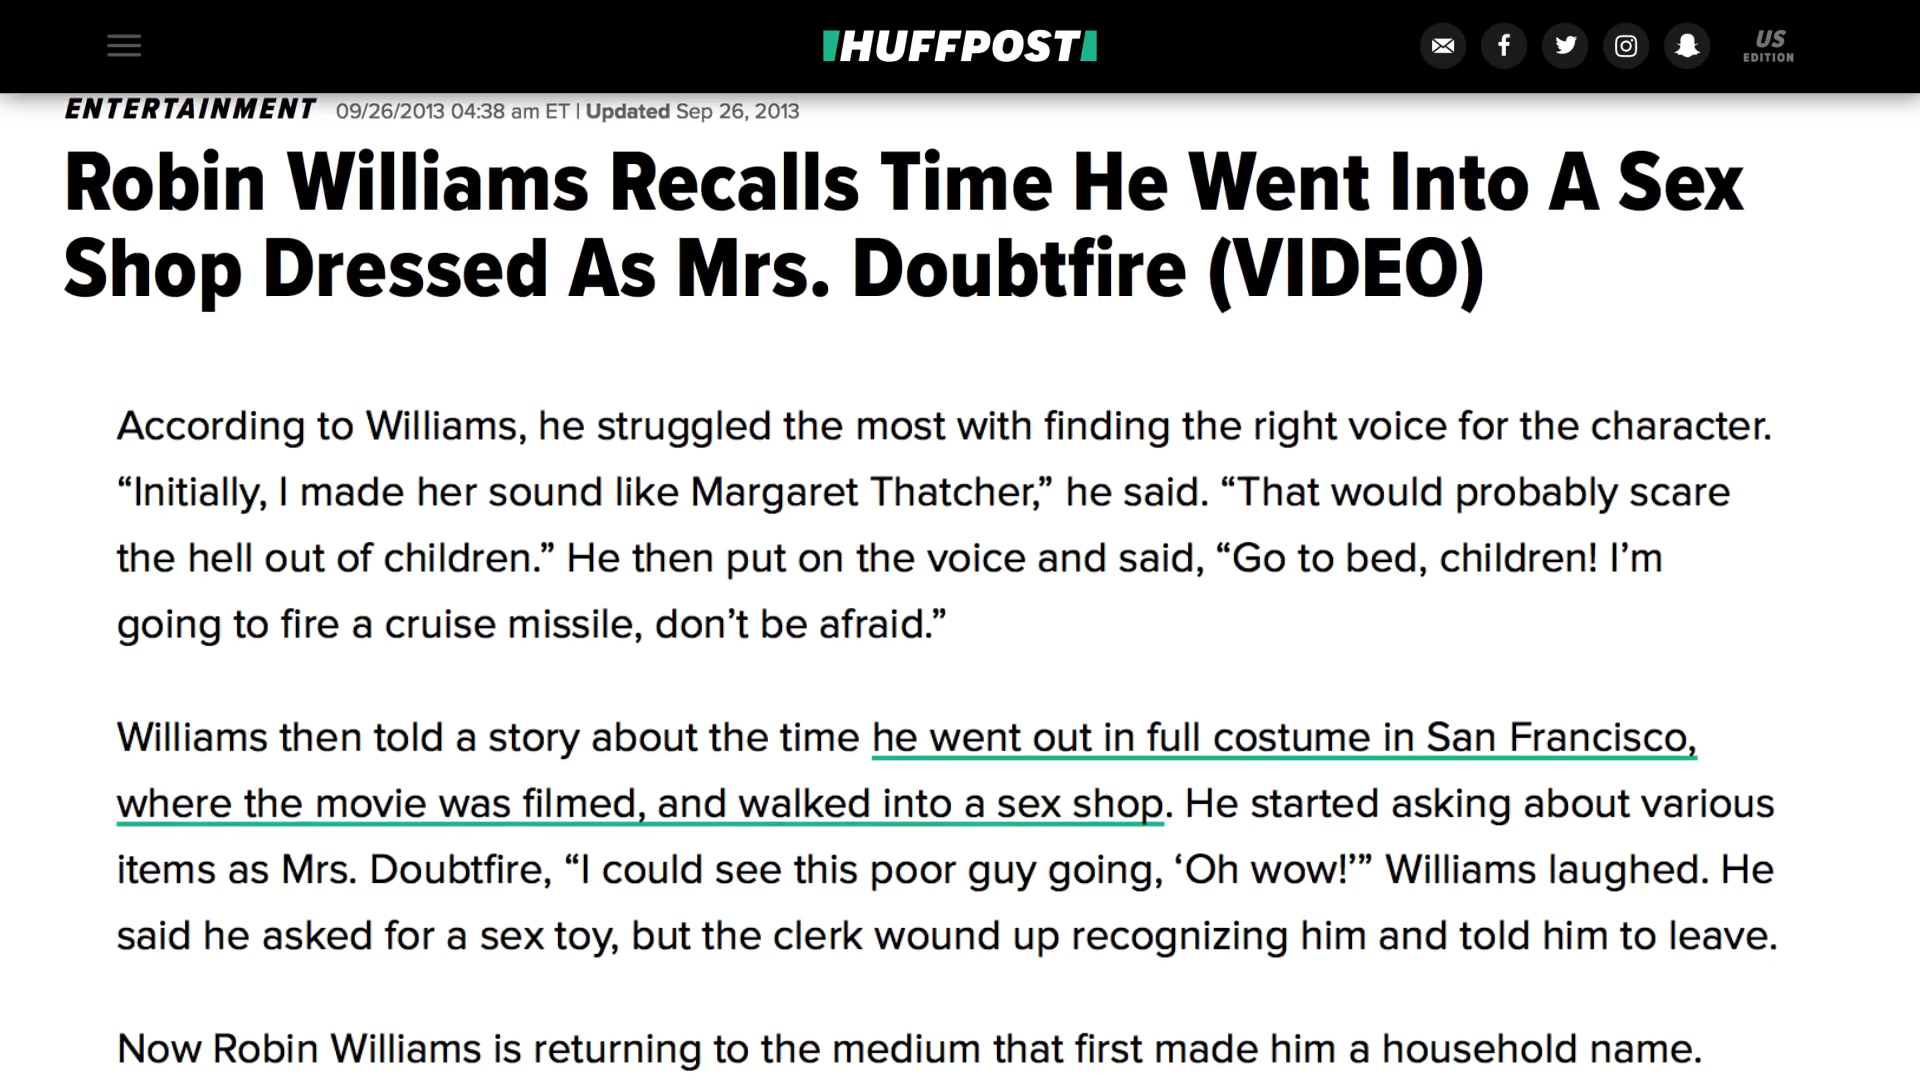 HUFFPOST
US
EDITION
ENTERTAINMENT 09/26/2013 04:38 am ET | Updated Sep 26, 2013
Robin Williams Recalls Time He Went Into A Sex
Shop Dressed As Mrs. Doubtfire (VIDEO)
According to Williams, he struggled the most with finding the right voice for the character.
“Initially, I made her sound like Margaret Thatcher,” he said. “That would probably scare
the hell out of children.” He then put on the voice and said, “Go to bed, children! I’m
going to fire a cruise missile, don’t be afraid.”
Williams then told a story about the time he went out in full costume in San Francisco,
where the movie was filmed, and walked into a sex shop. He started asking about various
items as Mrs. Doubtfire, “I could see this poor guy going, ‘Oh wow!’” Williams laughed. He
said he asked for a sex toy, but the clerk wound up recognizing him and told him to leave.
Now Robin Williams is returning to the medium that first made him a household name.